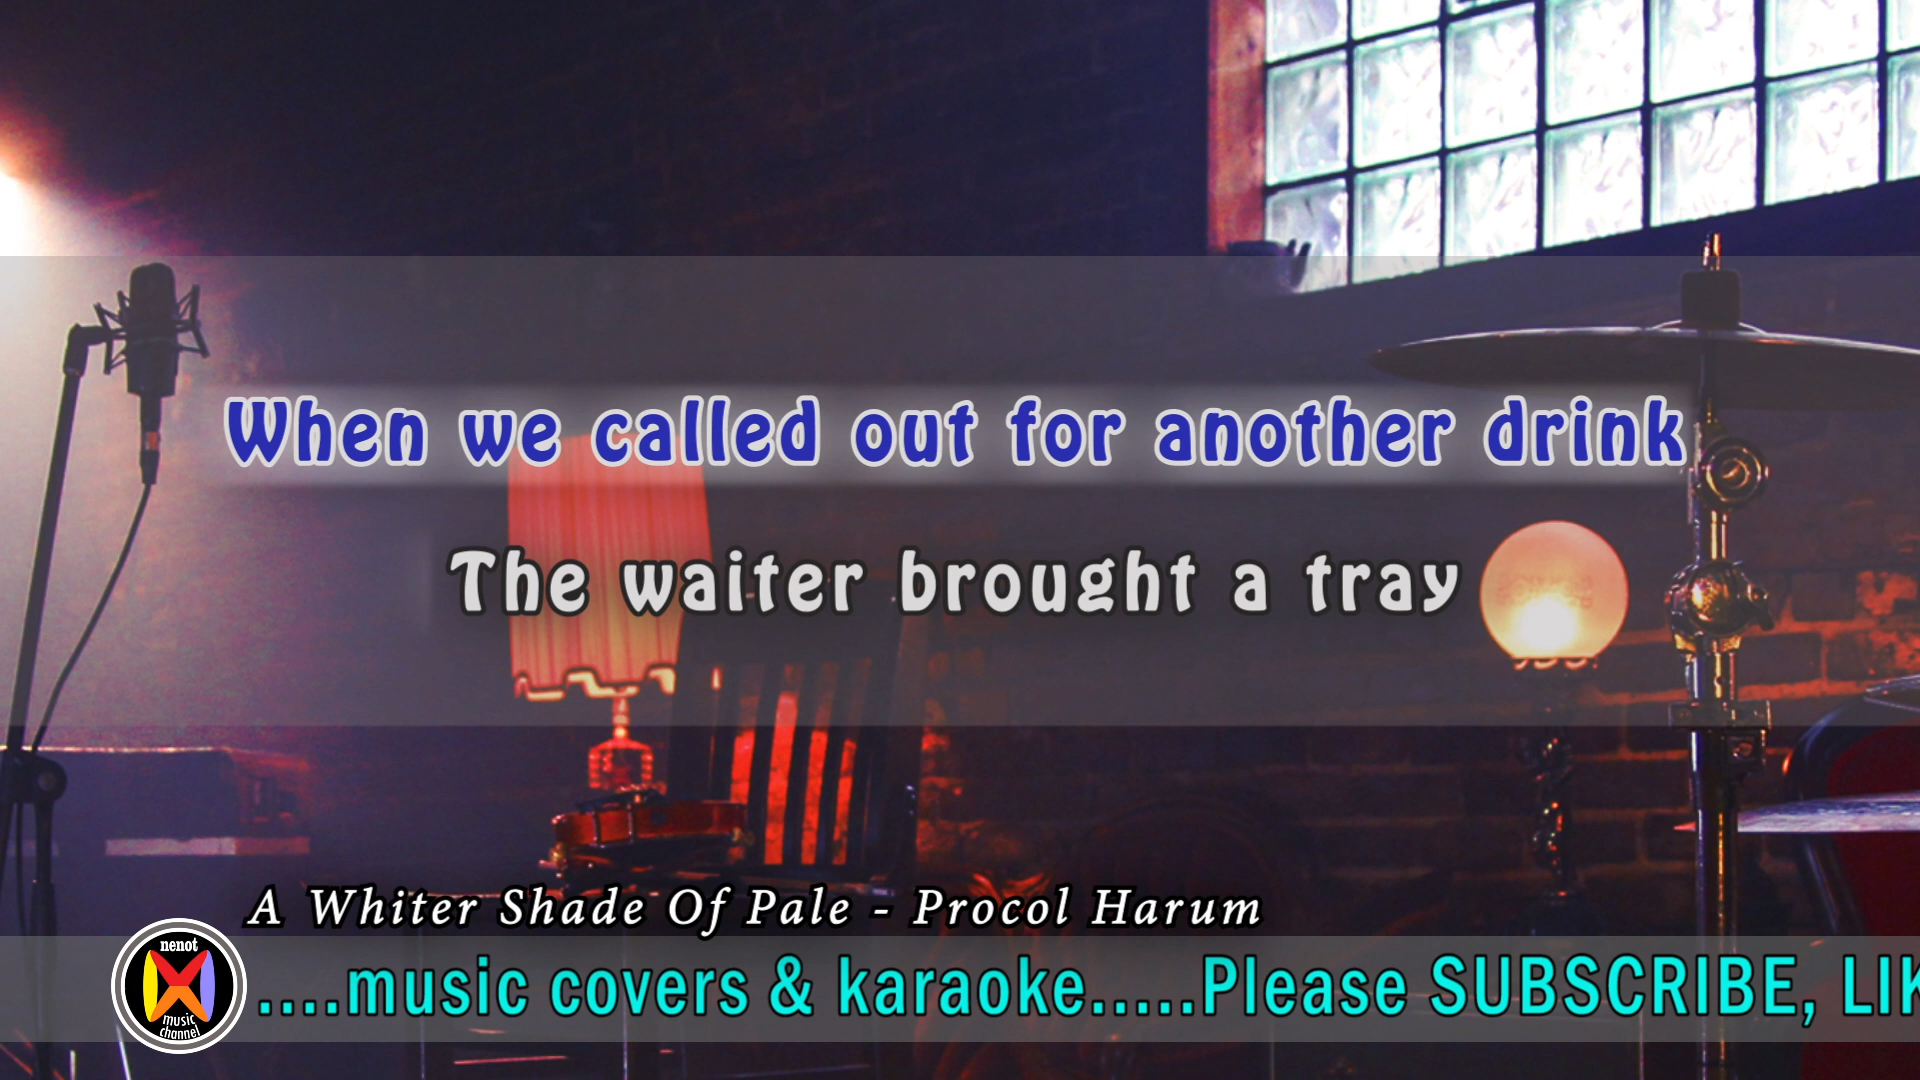 When we called out for another drink
The waiter brought a tray
A Whiter Shade Of Pale - Procol Harum
nenot
music
channel
....music covers & karaoke.....Please SUBSCRIBE, LIK